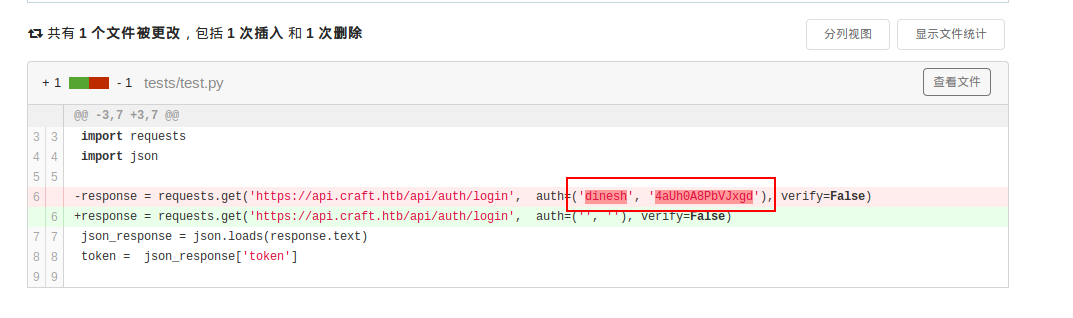 共有 1 个文件被更改，包括 1 次插入 和 1 次删除
分列视图 显示文件统计
+ 1 - 1 tests/test.py 查看文件
@@ -3,7 +3,7 @@
3 3 import requests
4 4 import json
5 5
6 -response = requests.get('https://api.craft.htb/api/auth/login', auth=('dinesh', '4aUh0A8PbVJxgd'), verify=False)
6 +response = requests.get('https://api.craft.htb/api/auth/login', auth=('', ''), verify=False)
7 7 json_response = json.loads(response.text)
8 8 token = json_response['token']
9 9